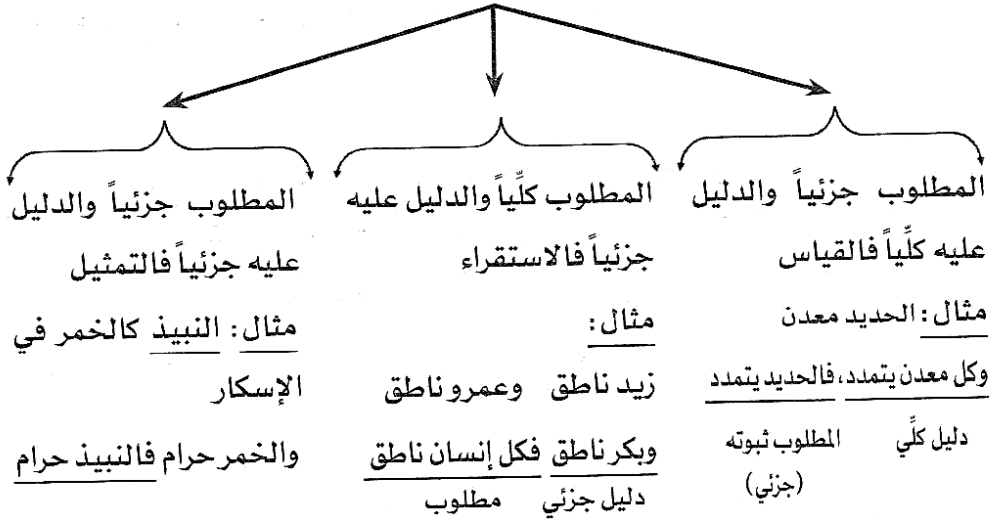 المطلوب جزئياً والدليل
عليه كلِّياً فالقياس
مثال: الحديد معدن
وكل معدن يتمدد، فالحديد يتمدد
دليل كلِّي المطلوب ثبوته
(جزئي)
المطلوب كلِّياً والدليل عليه
جزئياً فالاستقراء
مثال:
زيد ناطق وعمرو ناطق
وبكر ناطق فكل إنسان ناطق
دليل جزئي مطلوب
المطلوب جزئياً والدليل
عليه جزئياً فالتمثيل
مثال: النبيذ كالخمر في
الإسكار
والخمر حرام فالنبيذ حرام